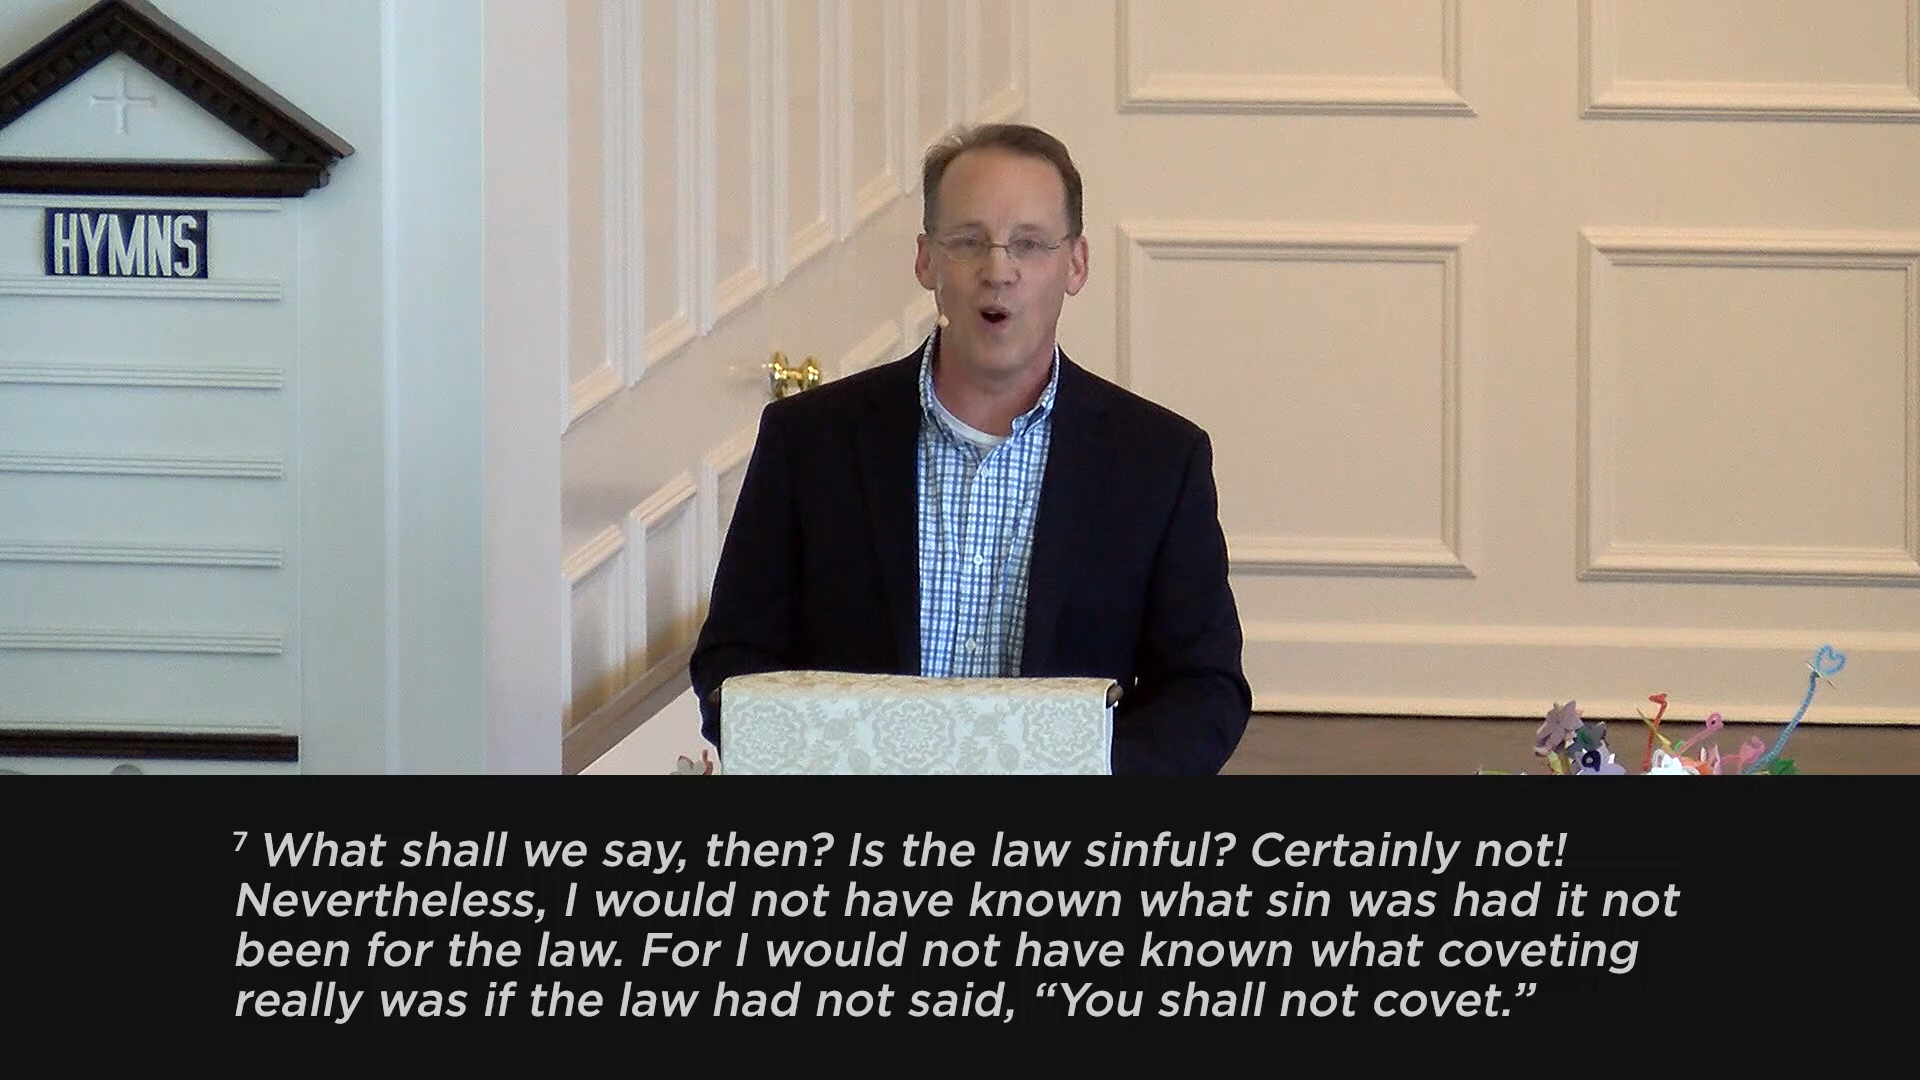 HYMNS
7 What shall we say, then? Is the law sinful? Certainly not!
Nevertheless, I would not have known what sin was had it not
been for the law. For I would not have known what coveting
really was if the law had not said, “You shall not covet.”